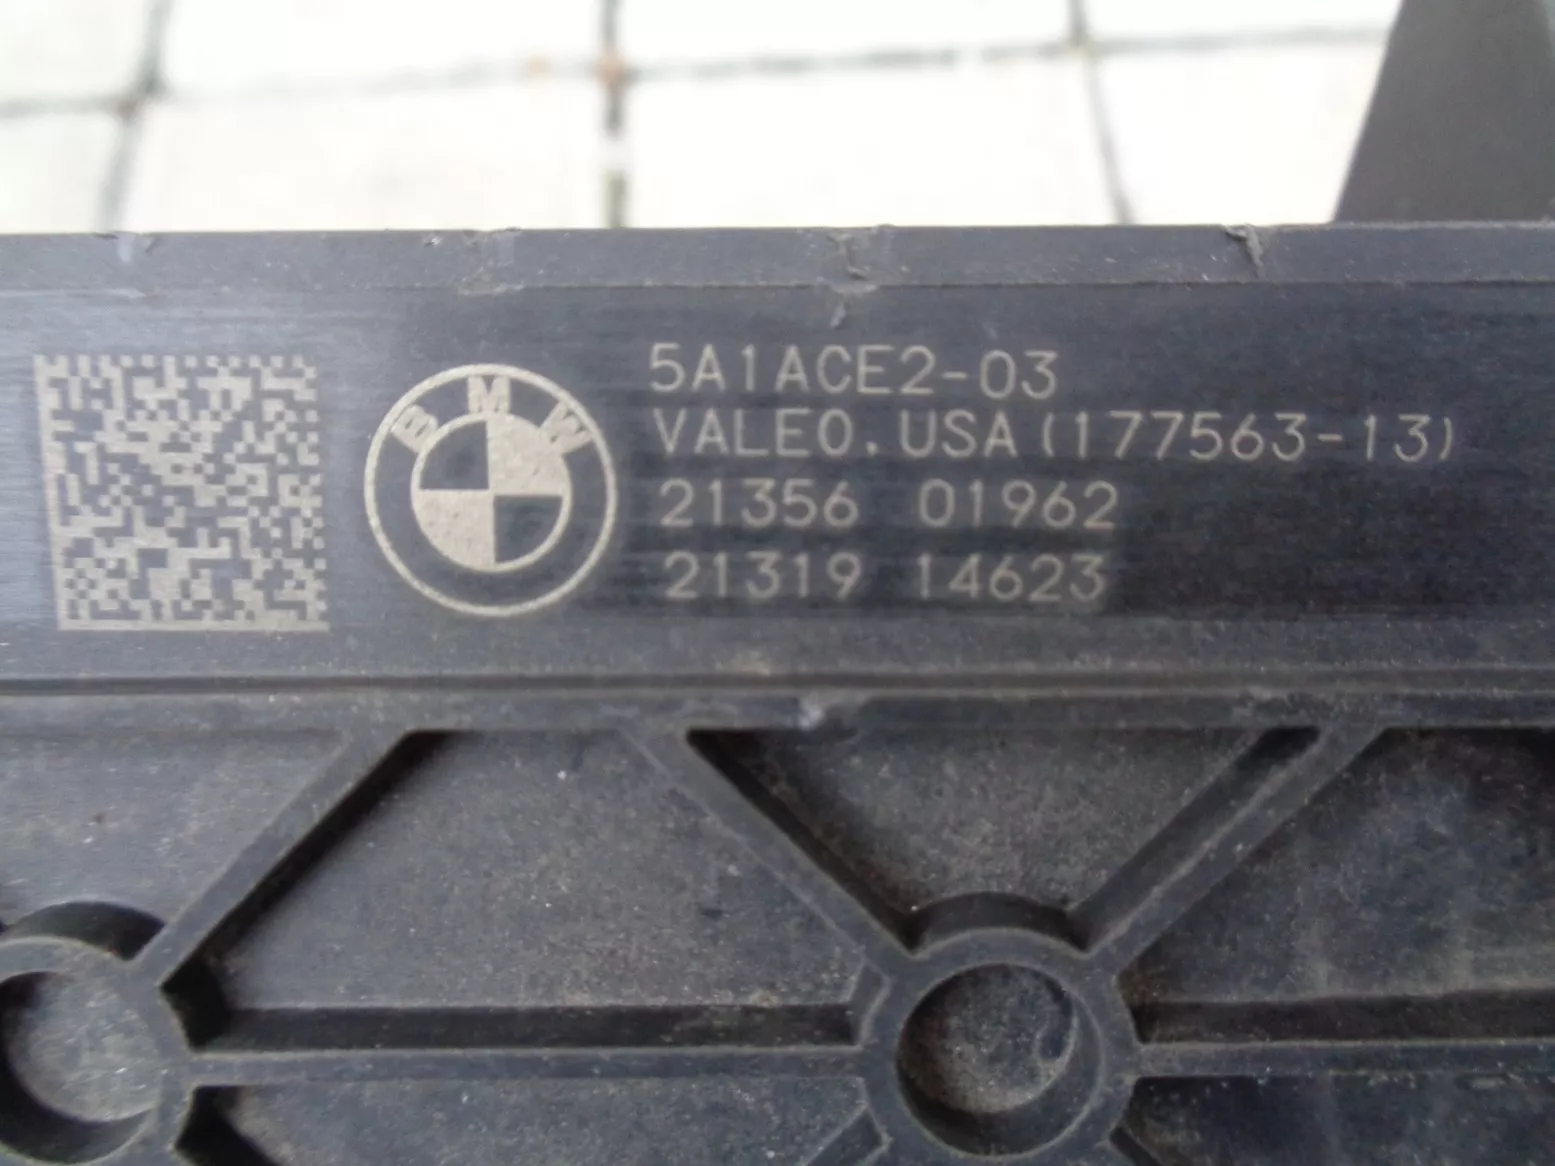 BMW
5A1ACE2-03
VALEO.USA(177563-13)
21356 01962
21319 14623